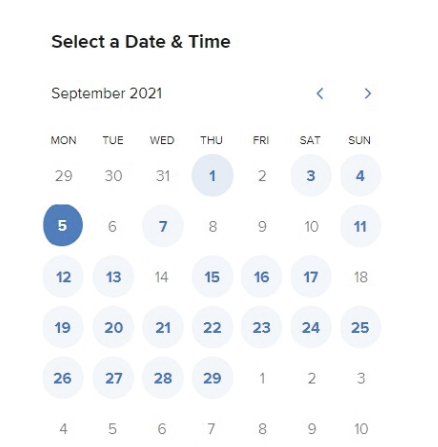 Select a Date & Time
September 2021
MON TUE WED THU FRI SAT SUN
29 30 31 1 2 3 4
5 6 7 8 9 10 11
12 13 14 15 16 17 18
19 20 21 22 23 24 25
26 27 28 29 1 2 3
4 5 6 7 8 9 10